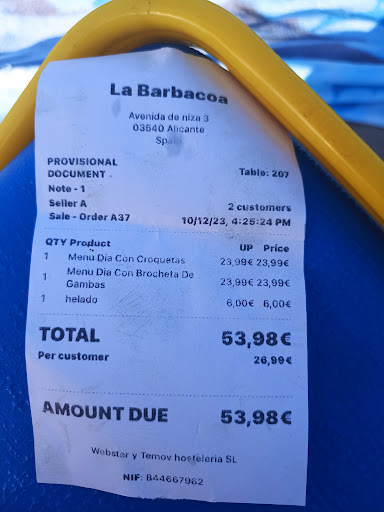 La Barbacoa
Avenida de niza 3
03540 Alicante
Spain
PROVISIONAL
DOCUMENT
Table: 207
Note - 1
Seller A
2 customers
Sale - Order A37
10/12/23, 4:25:24 PM
QTY Product UP Price
1 Menu Dia Con Croquetas 23,99€ 23,99€
1 Menu Dia Con Brocheta De
Gambas 23,99€ 23,99€
1 helado 6,00€ 6,00€
TOTAL 53,98€
Per customer 26,99€
AMOUNT DUE 53,98€
Webstar y Temov hosteleria SL
NIF: B44667962